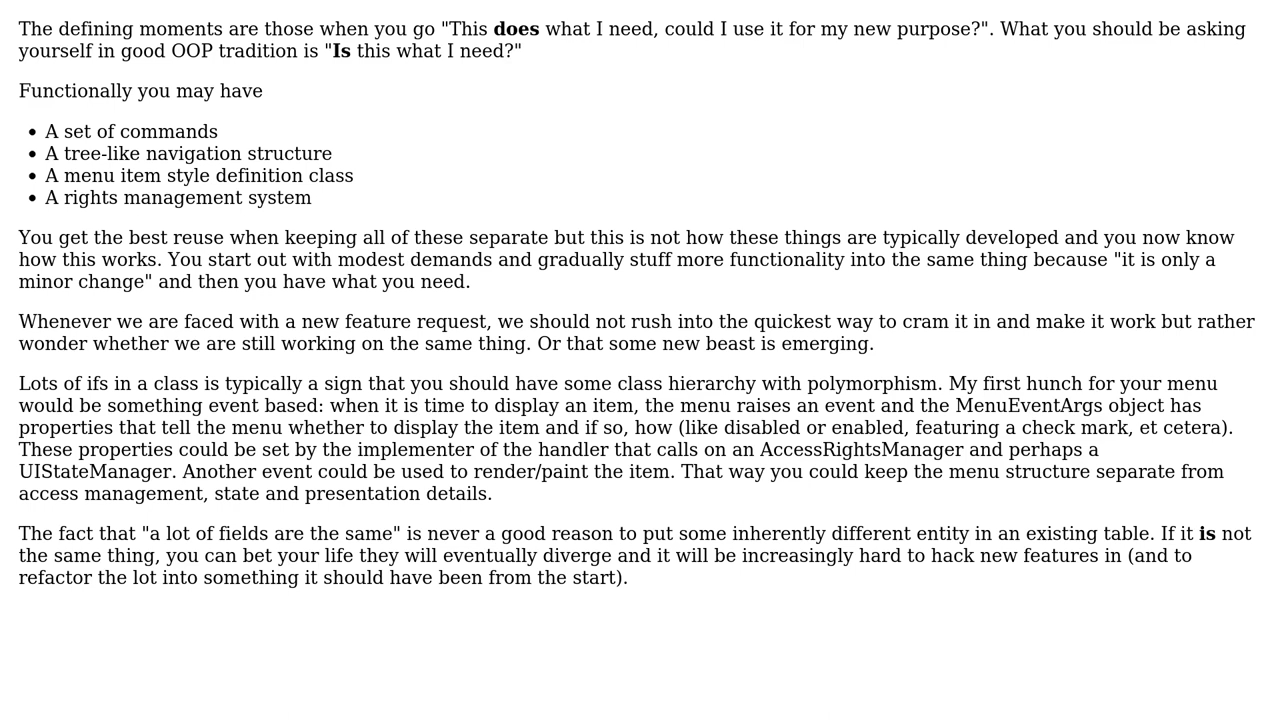 The defining moments are those when you go "This does what I need, could I use it for my new purpose?". What you should be asking
yourself in good OOP tradition is "Is this what I need?"
Functionally you may have
• A set of commands
• A tree-like navigation structure
• A menu item style definition class
• A rights management system
You get the best reuse when keeping all of these separate but this is not how these things are typically developed and you now know
how this works. You start out with modest demands and gradually stuff more functionality into the same thing because "it is only a
minor change" and then you have what you need.
Whenever we are faced with a new feature request, we should not rush into the quickest way to cram it in and make it work but rather
wonder whether we are still working on the same thing. Or that some new beast is emerging.
Lots of ifs in a class is typically a sign that you should have some class hierarchy with polymorphism. My first hunch for your menu
would be something event based: when it is time to display an item, the menu raises an event and the MenuEventArgs object has
properties that tell the menu whether to display the item and if so, how (like disabled or enabled, featuring a check mark, et cetera).
These properties could be set by the implementer of the handler that calls on an AccessRightsManager and perhaps a
UIStateManager. Another event could be used to render/paint the item. That way you could keep the menu structure separate from
access management, state and presentation details.
The fact that "a lot of fields are the same" is never a good reason to put some inherently different entity in an existing table. If it is not
the same thing, you can bet your life they will eventually diverge and it will be increasingly hard to hack new features in (and to
refactor the lot into something it should have been from the start).